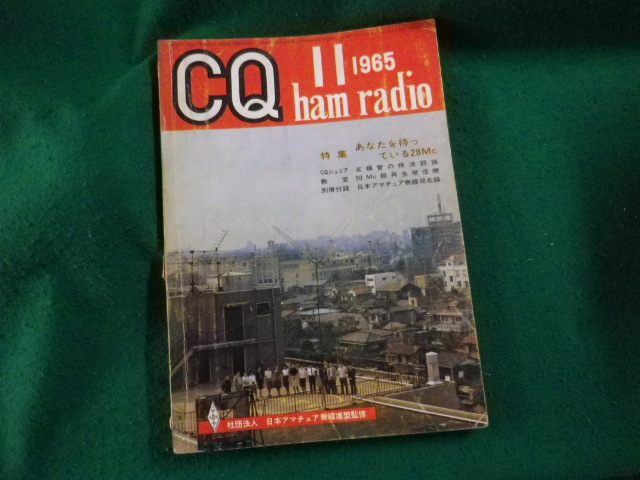 CQ
11 1965
ham radio
特集 あなたを待っ
ている28Mc
CQジュニア 五極管の検波回路
教室 50Mc超再生受信機
別冊付録 日本アマチュア無線局名録
社団法人 日本アマチュア無線連盟監修